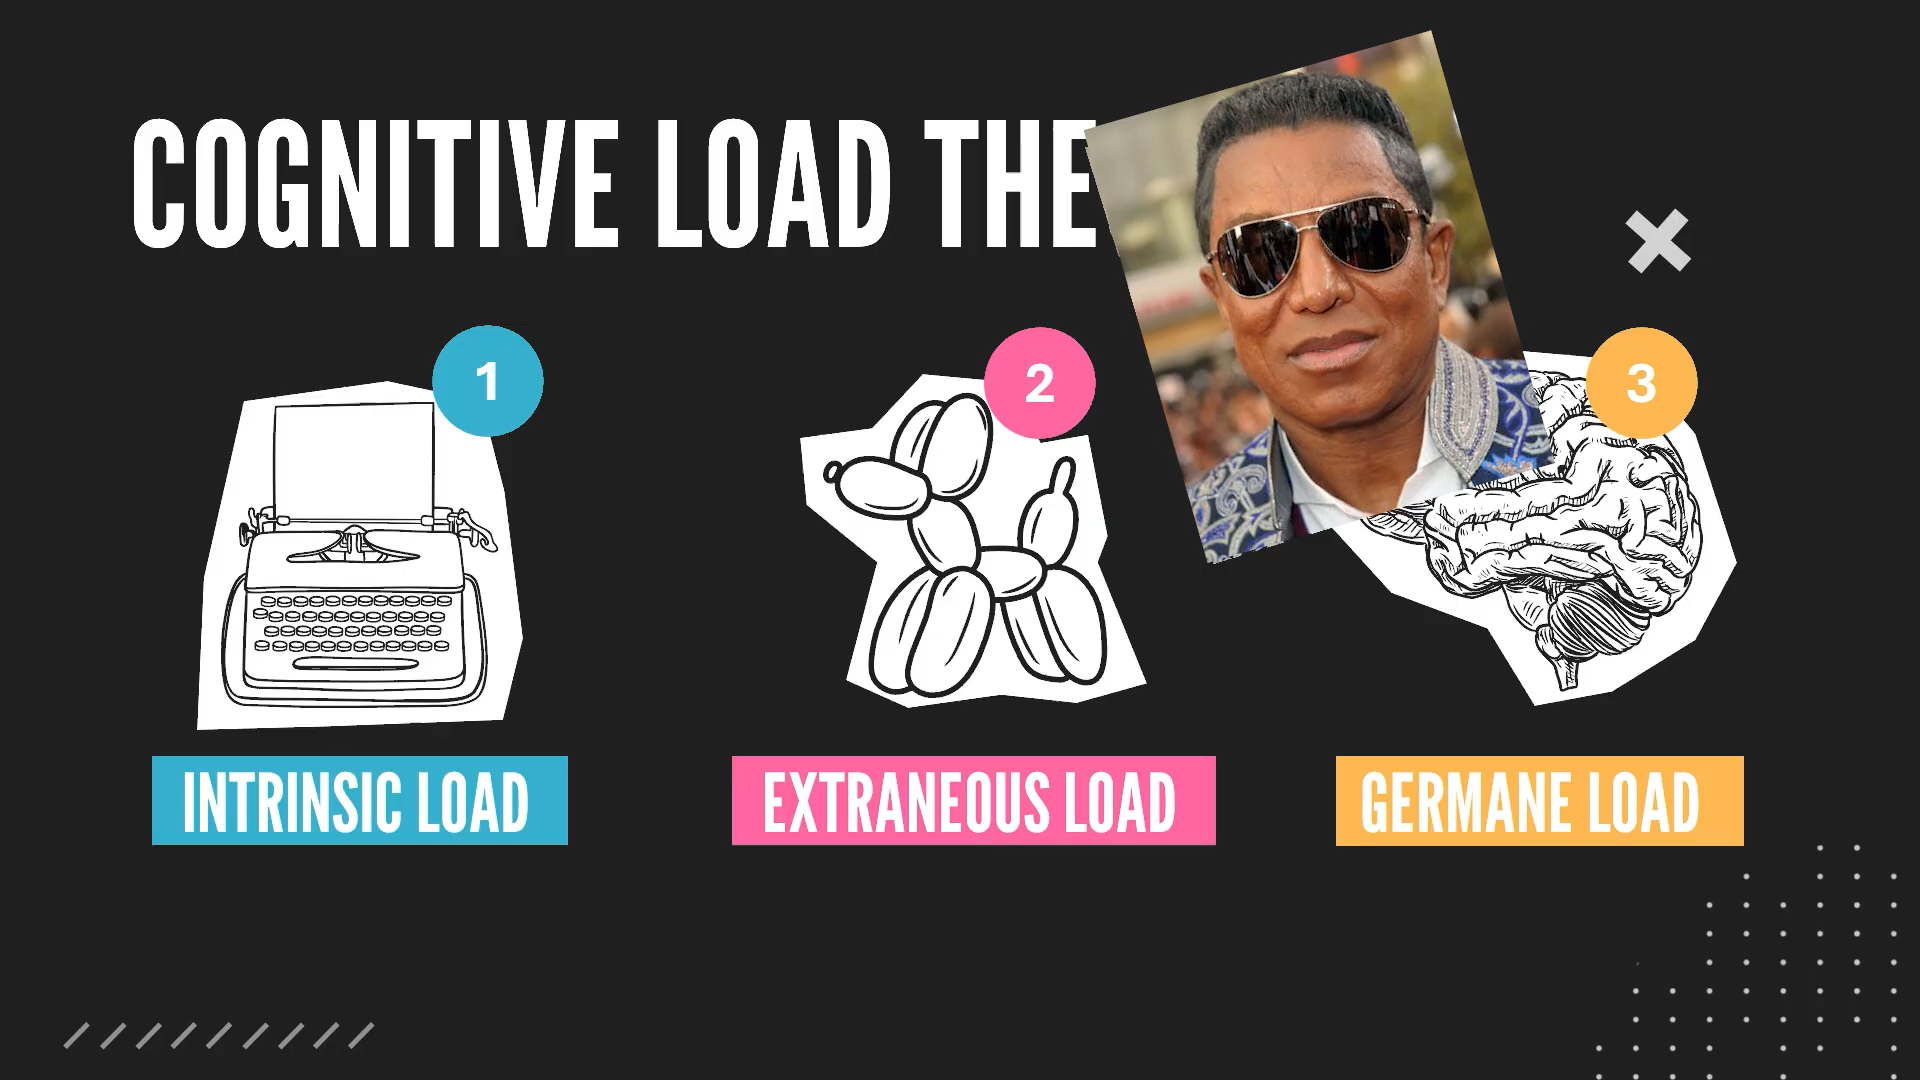 COGNITIVE LOAD THE
1
2
3
INTRINSIC LOAD
EXTRANEOUS LOAD
GERMANE LOAD